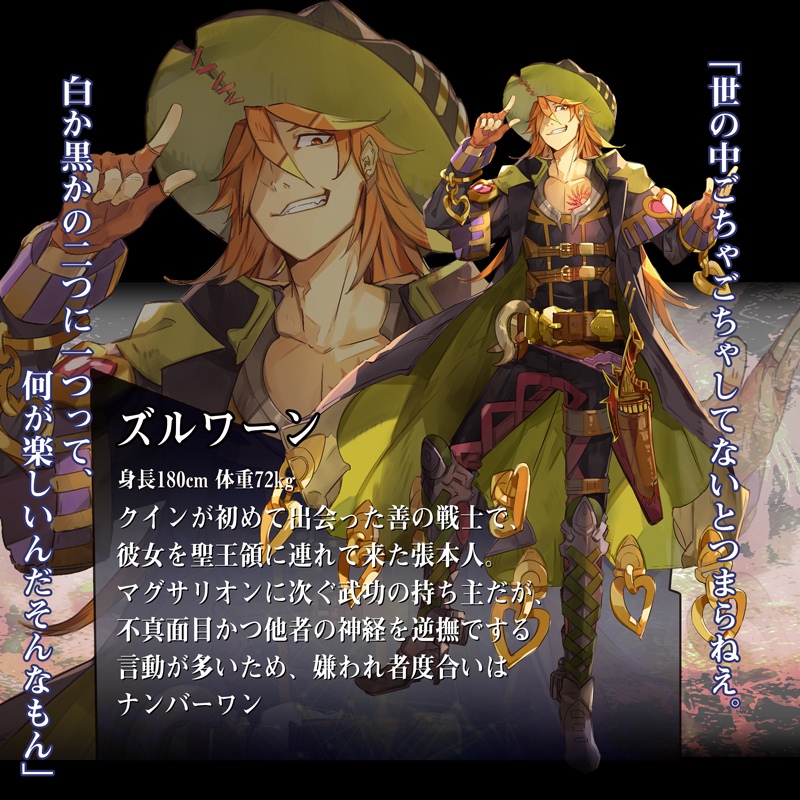 「世の中ごちゃごちゃしてないとつまらねえ。
白か黒かの二つに一つって、
何が楽しいんだそんなもん」
ズルワーン
身長180cm 体重72kg
クインが初めて出会った善の戦士で、
彼女を聖王領に連れて来た張本人。
マグサリオンに次ぐ武功の持ち主だが、
不真面目かつ他者の神経を逆撫でする
言動が多いため、嫌われ者度合いは
ナンバーワン